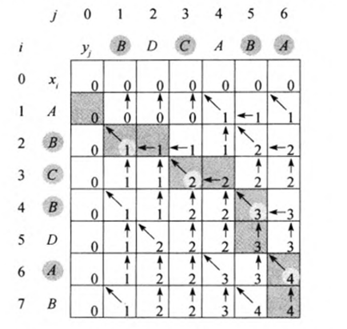 j 0 1 2 3 4 5 6
i yj B D C A B A
0 xi 0 0 0 0 0 0 0
1 A 0 0 0 0 1 1 1
2 B 0 1 1 1 1 2 2
3 C 0 1 1 2 2 2 2
4 B 0 1 1 2 2 3 3
5 D 0 1 2 2 2 3 3
6 A 0 1 2 2 3 3 4
7 B 0 1 2 2 3 4 4